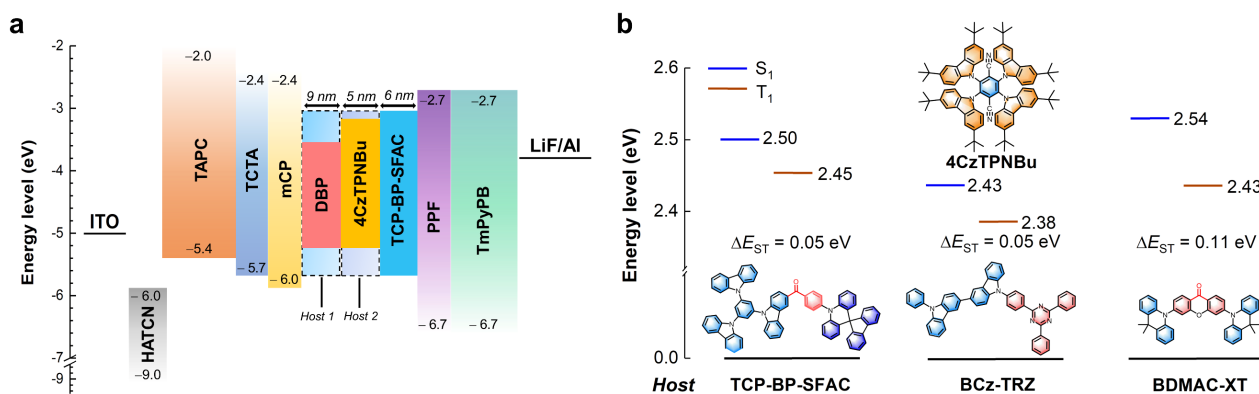 a
Energy level (eV)
-2
-3
-4
-5
-6
-7
-9
ITO
HATCN
− 6.0
−9.0
−2.0
TAPC
−5.4
−2.4
TCTA
−5.7
−2.4
mCP
− 6.0
9 nm
5 nm
6 nm
DBP
4CzTPNBu
TCP-BP-SFAC
Host 1
Host 2
−2.7
PPF
− 6.7
−2.7
TmPyPB
− 6.7
LiF/Al
b
Energy level (eV)
2.6
2.5
2.4
0.0
S1
T1
N
C
N
N
N
N
C
N
4CzTPNBu
2.50
2.45
2.43
2.38
2.54
2.43
ΔEST = 0.05 eV
ΔEST = 0.05 eV
ΔEST = 0.11 eV
N
N
N
O
N
N
N
N
N
N
O
O
N
N
Host
TCP-BP-SFAC
BCz-TRZ
BDMAC-XT